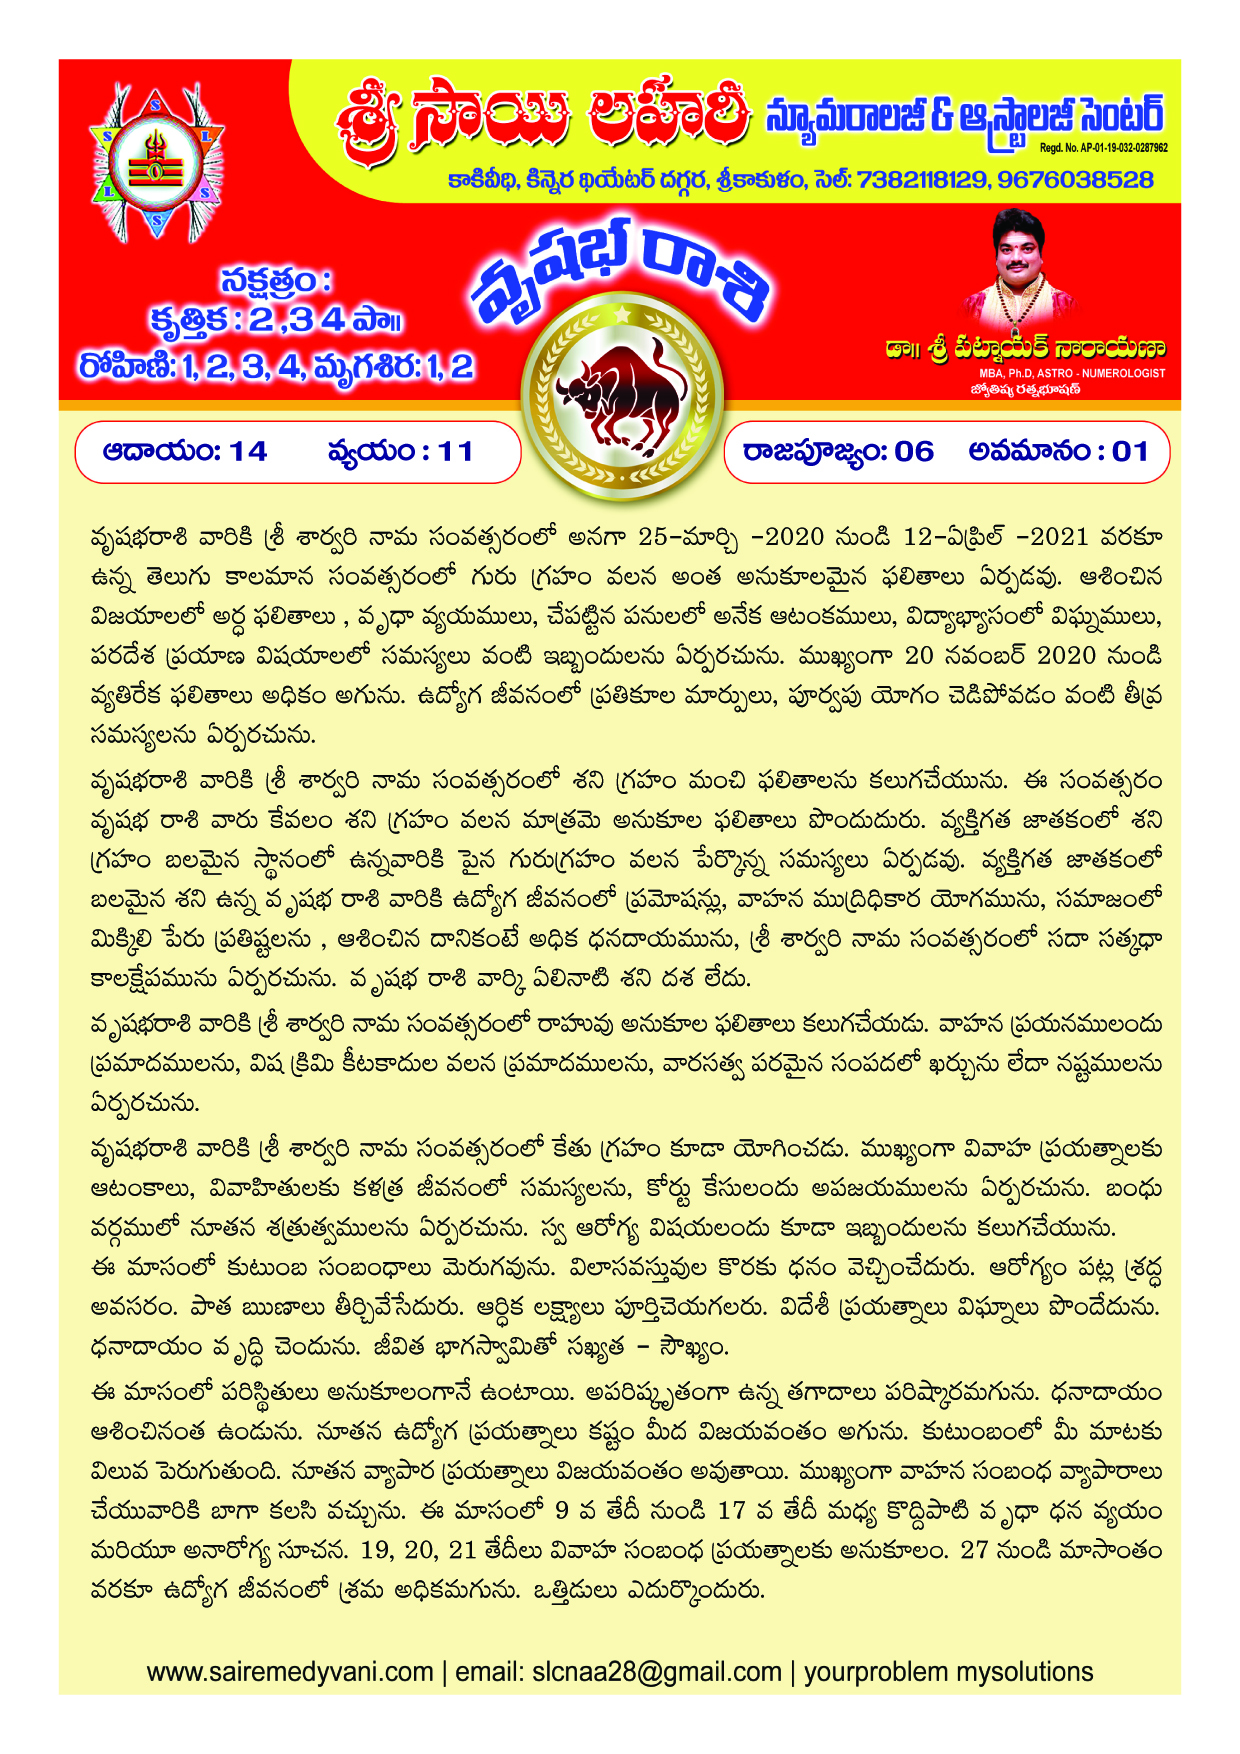 శ్రీ సాయి లహరి న్యూమరాలజీ & ఆస్ట్రాలజీ సెంటర్
Regd. No. AP-01-19-032-0287962
కాకివీధి, కిన్నెర థియేటర్ దగ్గర, శ్రీకాకుళం, సెల్: 7382118129, 9676038528
S
S L
L S
S
వృషభ రాశి
నక్షత్రం :
కృత్తిక : 2 ,3 4 పా॥
రోహిణి: 1, 2, 3, 4, మృగశిర: 1, 2
డా॥ శ్రీ పట్నాయక్ నారాయణా
MBA, Ph.D, ASTRO - NUMEROLOGIST
జ్యోతిష్య రత్నభూషణ్
ఆదాయం: 14 వ్యయం : 11 రాజపూజ్యం: 06 అవమానం : 01
వృషభరాశి వారికి శ్రీ శార్వరి నామ సంవత్సరంలో అనగా 25-మార్చి -2020 నుండి 12-ఏప్రిల్ -2021 వరకూ
ఉన్న తెలుగు కాలమాన సంవత్సరంలో గురు గ్రహం వలన అంత అనుకూలమైన ఫలితాలు ఏర్పడవు. ఆశించిన
విజయాలలో అర్ధ ఫలితాలు , వృధా వ్యయములు, చేపట్టిన పనులలో అనేక ఆటంకములు, విద్యాభ్యాసంలో విఘ్నములు,
పరదేశ ప్రయాణ విషయాలలో సమస్యలు వంటి ఇబ్బందులను ఏర్పరచును. ముఖ్యంగా 20 నవంబర్ 2020 నుండి
వ్యతిరేక ఫలితాలు అధికం అగును. ఉద్యోగ జీవనంలో ప్రతికూల మార్పులు, పూర్వపు యోగం చెడిపోవడం వంటి తీవ్ర
సమస్యలను ఏర్పరచును.
వృషభరాశి వారికి శ్రీ శార్వరి నామ సంవత్సరంలో శని గ్రహం మంచి ఫలితాలను కలుగచేయును. ఈ సంవత్సరం
వృషభ రాశి వారు కేవలం శని గ్రహం వలన మాత్రమె అనుకూల ఫలితాలు పొందుదురు. వ్యక్తిగత జాతకంలో శని
గ్రహం బలమైన స్థానంలో ఉన్నవారికి పైన గురుగ్రహం వలన పేర్కొన్న సమస్యలు ఏర్పడవు. వ్యక్తిగత జాతకంలో
బలమైన శని ఉన్న వృషభ రాశి వారికి ఉద్యోగ జీవనంలో ప్రమోషన్లు, వాహన ముద్రిధికార యోగమును, సమాజంలో
మిక్కిలి పేరు ప్రతిష్టలను , ఆశించిన దానికంటే అధిక ధనదాయమును, శ్రీ శార్వరి నామ సంవత్సరంలో సదా సత్కధా
కాలక్షేపమును ఏర్పరచును. వృషభ రాశి వార్కి ఏలినాటి శని దశ లేదు.
వృషభరాశి వారికి శ్రీ శార్వరి నామ సంవత్సరంలో రాహువు అనుకూల ఫలితాలు కలుగచేయడు. వాహన ప్రయనములందు
ప్రమాదములను, విష క్రిమి కీటకాదుల వలన ప్రమాదములను, వారసత్వ పరమైన సంపదలో ఖర్చును లేదా నష్టములను
ఏర్పరచును.
వృషభరాశి వారికి శ్రీ శార్వరి నామ సంవత్సరంలో కేతు గ్రహం కూడా యోగించడు. ముఖ్యంగా వివాహ ప్రయత్నాలకు
ఆటంకాలు, వివాహితులకు కళత్ర జీవనంలో సమస్యలను, కోర్టు కేసులందు అపజయములను ఏర్పరచును. బంధు
వర్గములో నూతన శత్రుత్వములను ఏర్పరచును. స్వ ఆరోగ్య విషయలందు కూడా ఇబ్బందులను కలుగచేయును.
ఈ మాసంలో కుటుంబ సంబంధాలు మెరుగవును. విలాసవస్తువుల కొరకు ధనం వెచ్చించేదురు. ఆరోగ్యం పట్ల శ్రద్ధ
అవసరం. పాత ఋణాలు తీర్చివేసేదురు. ఆర్ధిక లక్ష్యాలు పూర్తిచెయగలరు. విదేశీ ప్రయత్నాలు విఘ్నాలు పొందేదును.
ధనాదాయం వృద్ధి చెందును. జీవిత భాగస్వామితో సఖ్యత - సౌఖ్యం.
ఈ మాసంలో పరిస్థితులు అనుకూలంగానే ఉంటాయి. అపరిష్కృతంగా ఉన్న తగాదాలు పరిష్కారమగును. ధనాదాయం
ఆశించినంత ఉండును. నూతన ఉద్యోగ ప్రయత్నాలు కష్టం మీద విజయవంతం అగును. కుటుంబంలో మీ మాటకు
విలువ పెరుగుతుంది. నూతన వ్యాపార ప్రయత్నాలు విజయవంతం అవుతాయి. ముఖ్యంగా వాహన సంబంధ వ్యాపారాలు
చేయువారికి బాగా కలసి వచ్చును. ఈ మాసంలో 9 వ తేదీ నుండి 17 వ తేదీ మధ్య కొద్దిపాటి వృధా ధన వ్యయం
మరియూ అనారోగ్య సూచన. 19, 20, 21 తేదీలు వివాహ సంబంధ ప్రయత్నాలకు అనుకూలం. 27 నుండి మాసాంతం
వరకూ ఉద్యోగ జీవనంలో శ్రమ అధికమగును. ఒత్తిడులు ఎదుర్కొందురు.
www.sairemedyvani.com | email: slcnaa28@gmail.com | yourproblem mysolutions